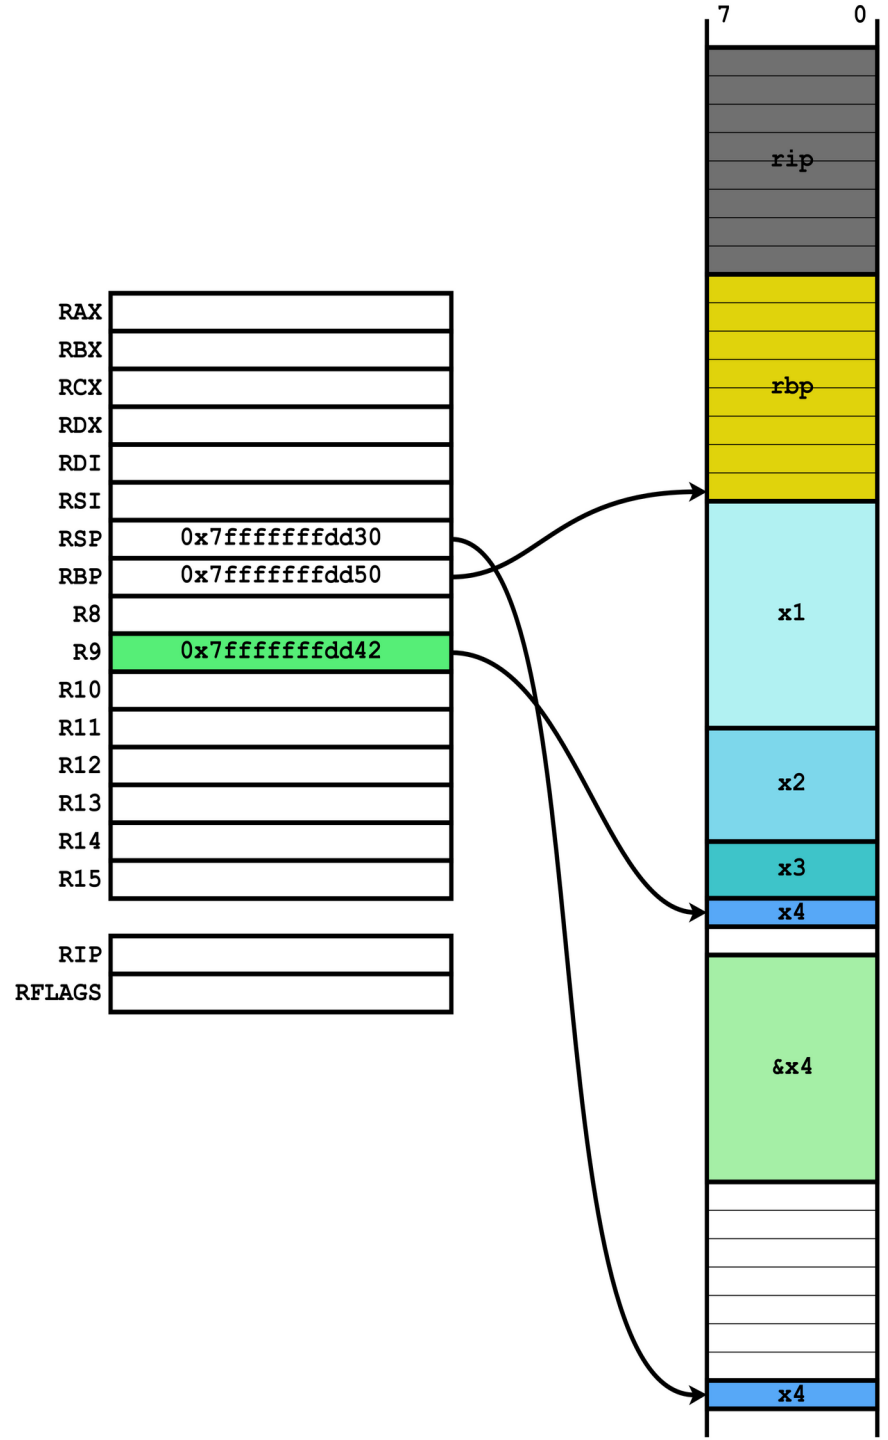 7 0
rip
RAX
RBX
RCX
RDX
RDI
RSI
RSP 0x7fffffffdd30
RBP 0x7fffffffdd50
R8
R9 0x7fffffffdd42
R10
R11
R12
R13
R14
R15
RIP
RFLAGS
rbp
x1
x2
x3
x4
&x4
x4